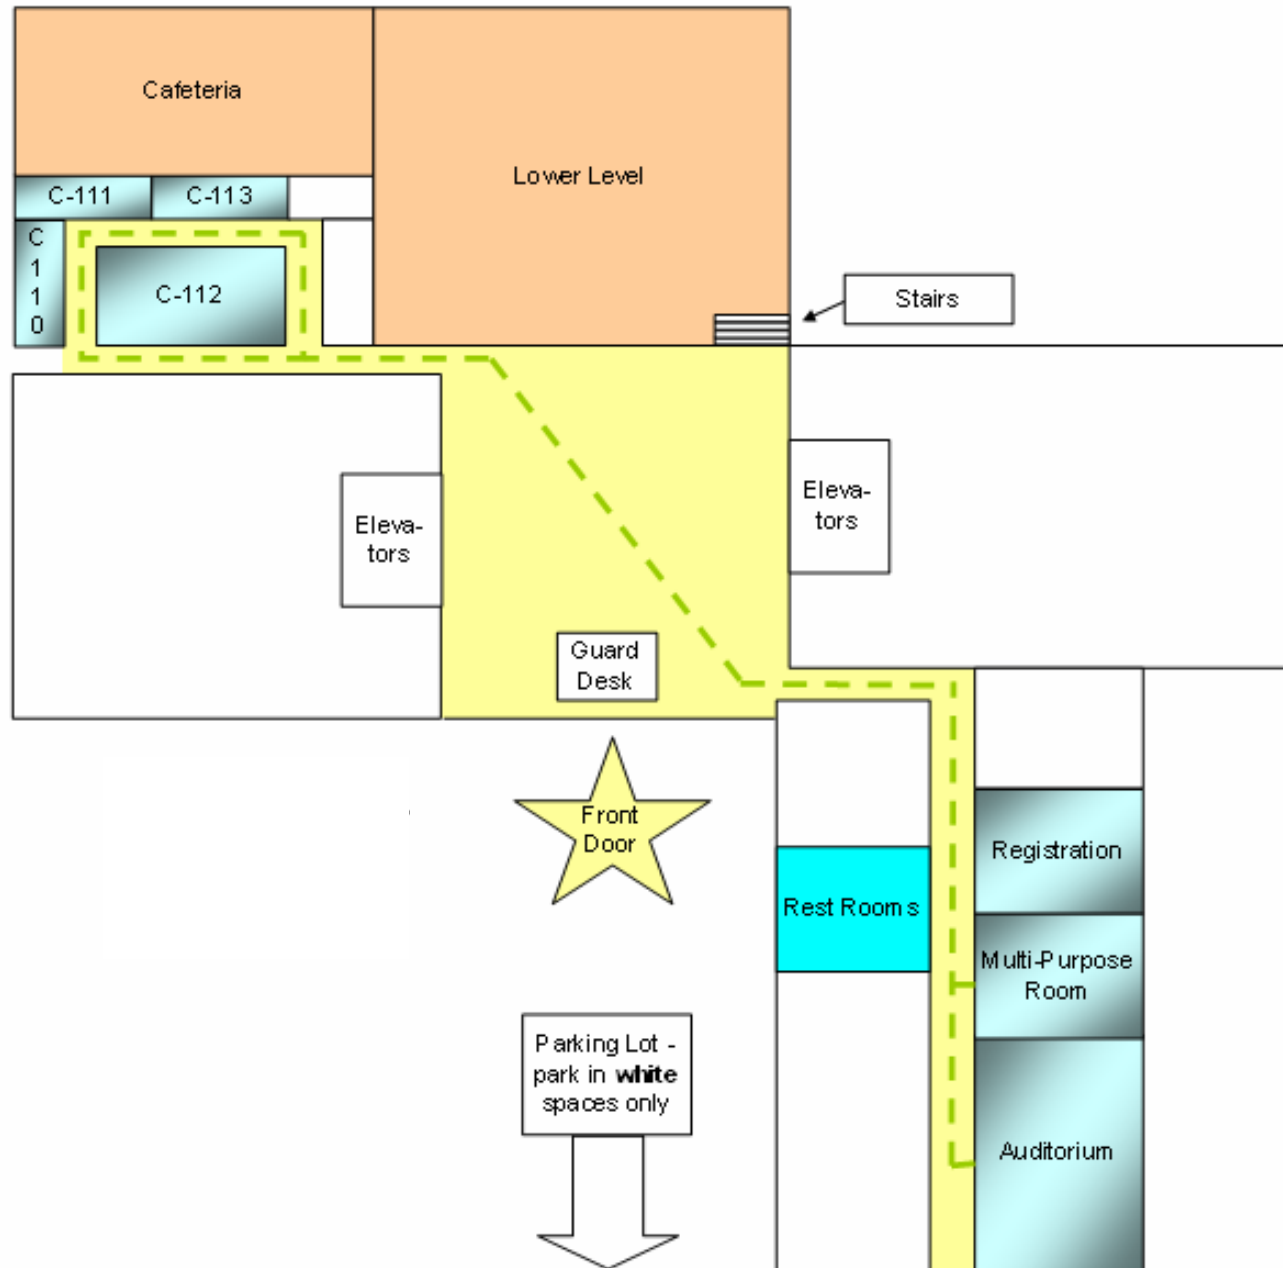 Cafeteria
Lower Level
C-111
C-113
C
1
1
0
C-112
Stairs
Eleva-
tors
Eleva-
tors
Guard
Desk
Front
Door
Registration
Rest Rooms
Multi-Purpose
Room
Parking Lot -
park in white
spaces only
Auditorium